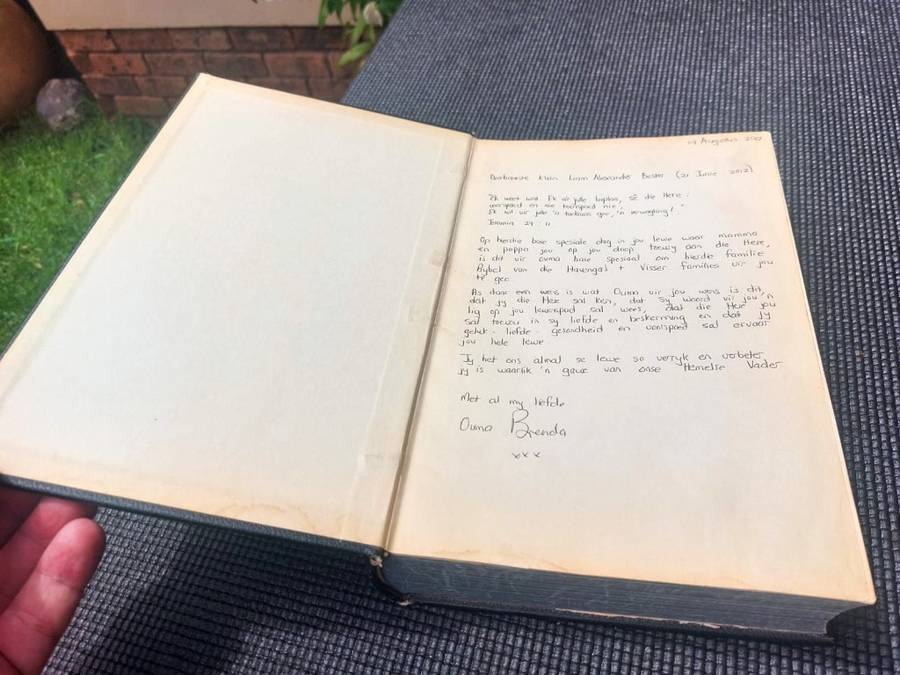 Augustus
Klein Liam Alexander Bester (21 Junie 2012)
"Ek weet wat Ek vir julle beplan, sê die Here:
voorspoed en nie teenspoed nie;
Ek wil vir julle 'n toekoms gee, 'n verwagting!"
29:11
Op hierdie baie spesiale dag in jou lewe waar mamma
en pappa jou op jou doop toewy aan die Here,
is dit vir ouma baie spesiaal om hierdie familie
Bybel van die Havenga + Visser families vir jou
te gee.
As daar een wens is wat Ouma vir jou wens is dit,
dat jy die Here sal ken, dat sy woord vir jou 'n
lig op jou lewenspad sal wees, dat die Here jou
sal toevou in sy liefde en beskerming en dat jy
geluk - liefde - gesondheid en voorspoed sal ervaar
jou hele lewe
Jy het ons almal se lewe so verryk en verbeter
jy is waarlik 'n gawe van onse Hemelse Vader
Met al my liefde
Ouma Brenda
xxx